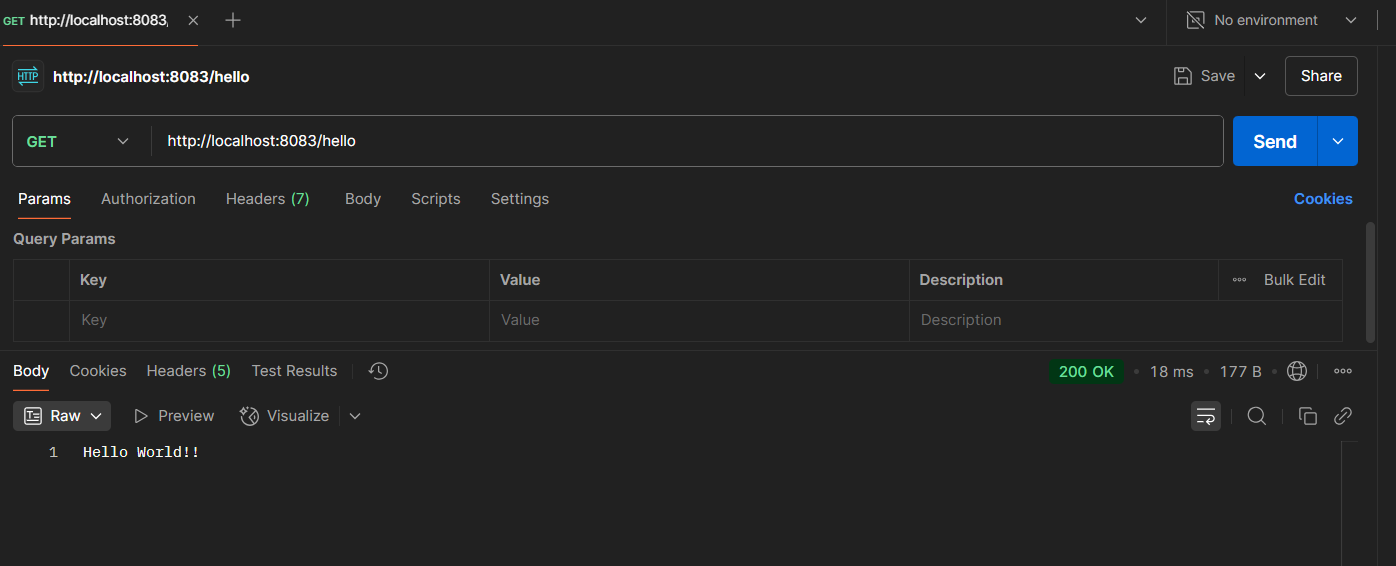 GET http://localhost:8083, No environment
HTTP http://localhost:8083/hello Save Share
GET http://localhost:8083/hello Send
Params Authorization Headers (7) Body Scripts Settings Cookies
Query Params
Key Value Description Bulk Edit
Key Value Description
Body Cookies Headers (5) Test Results 200 OK • 18 ms • 177 B •
Raw Preview Visualize
1 Hello World!!